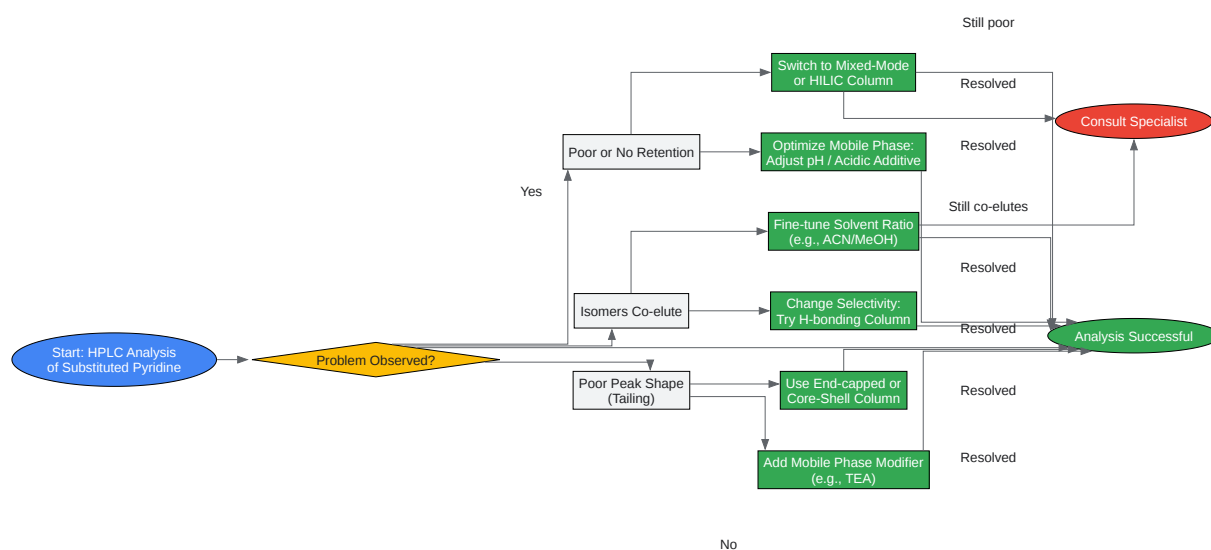 Still poor
Switch to Mixed-Mode
or HILIC Column
Resolved
Consult Specialist
Poor or No Retention
Optimize Mobile Phase:
Adjust pH / Acidic Additive
Resolved
Yes
Still co-elutes
Fine-tune Solvent Ratio
(e.g., ACN/MeOH)
Resolved
Isomers Co-elute
Change Selectivity:
Try H-bonding Column
Resolved
Analysis Successful
Start: HPLC Analysis
of Substituted Pyridine
Problem Observed?
Poor Peak Shape
(Tailing)
Use End-capped or
Core-Shell Column
Resolved
Add Mobile Phase Modifier
(e.g., TEA)
Resolved
No